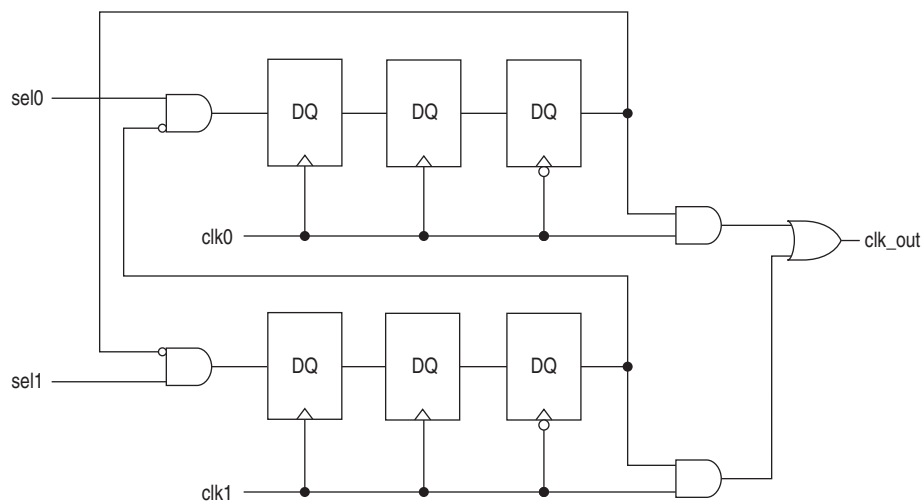 sel0
DQ DQ DQ
clk0
clk_out
sel1
DQ DQ DQ
clk1